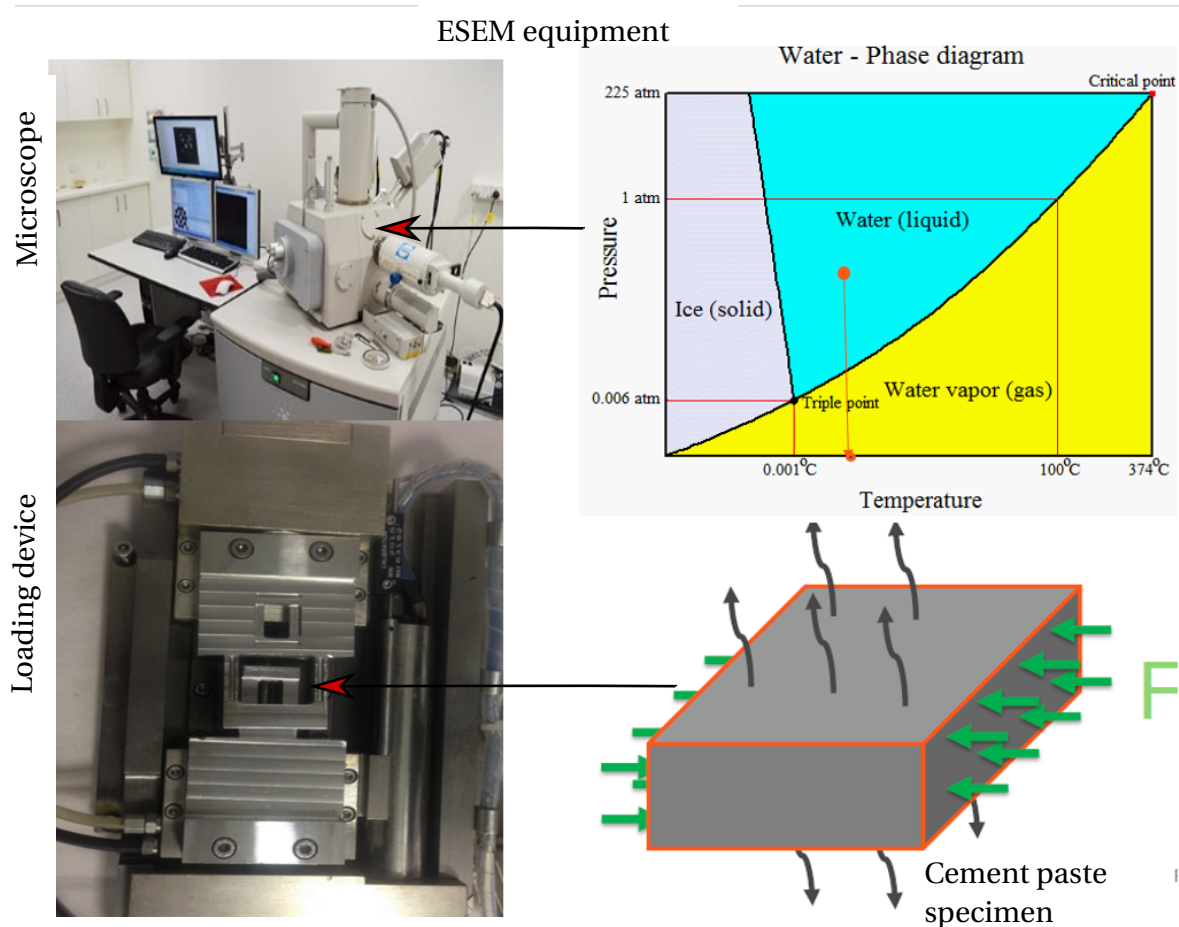 ESEM equipment
Microscope
Water - Phase diagram
Critical point
225 atm
1 atm
Water (liquid)
Pressure
Ice (solid)
0.006 atm
Triple point
Water vapor (gas)
0.001°C
100°C
374°C
Temperature
Loading device
F
Cement paste
specimen